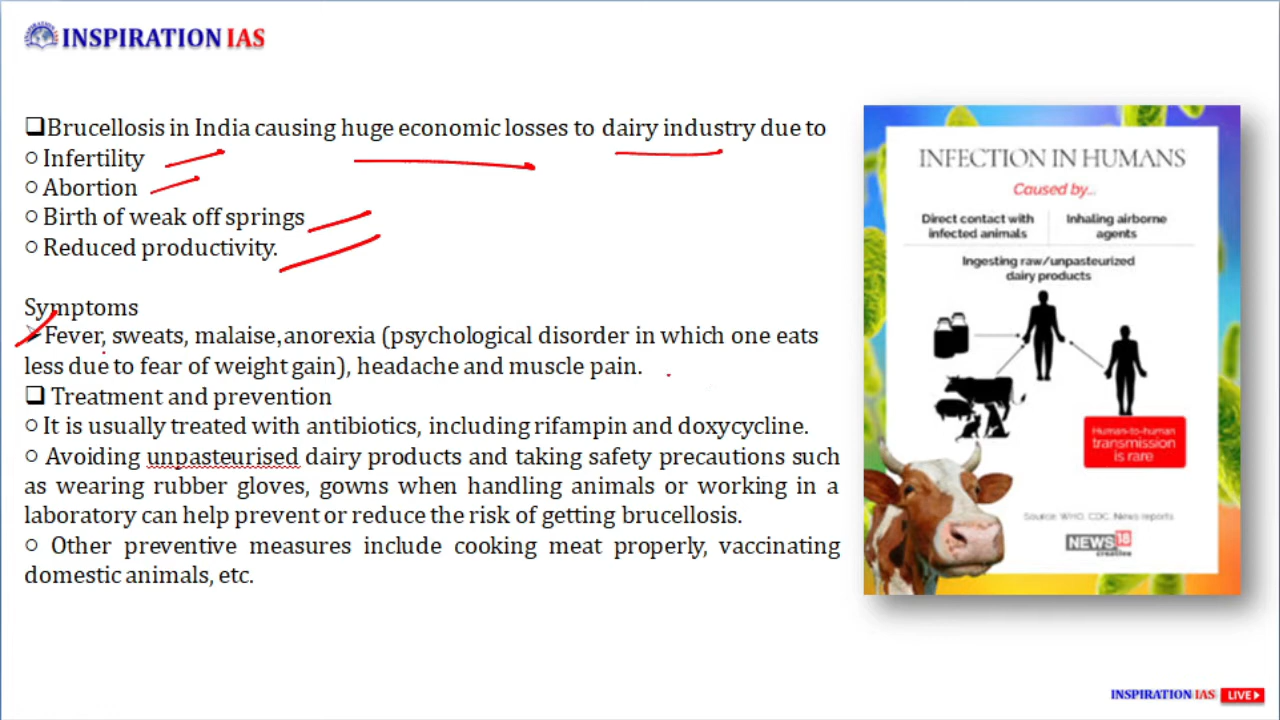 INSPIRATION IAS
❑Brucellosis in India causing huge economic losses to dairy industry due to
○ Infertility
○ Abortion
○ Birth of weak off springs
○ Reduced productivity.
Symptoms
➢Fever, sweats, malaise,anorexia (psychological disorder in which one eats
less due to fear of weight gain), headache and muscle pain.
❑ Treatment and prevention
○ It is usually treated with antibiotics, including rifampin and doxycycline.
○ Avoiding unpasteurised dairy products and taking safety precautions such
as wearing rubber gloves, gowns when handling animals or working in a
laboratory can help prevent or reduce the risk of getting brucellosis.
○ Other preventive measures include cooking meat properly, vaccinating
domestic animals, etc.
INFECTION IN HUMANS
Caused by...
Direct contact with
infected animals
Inhaling airborne
agents
Ingesting raw/unpasteurized
dairy products
Human-to-human
transmission
is rare
Source: WHO, CDC, News reports
NEWS18
creative
INSPIRATION IAS LIVE